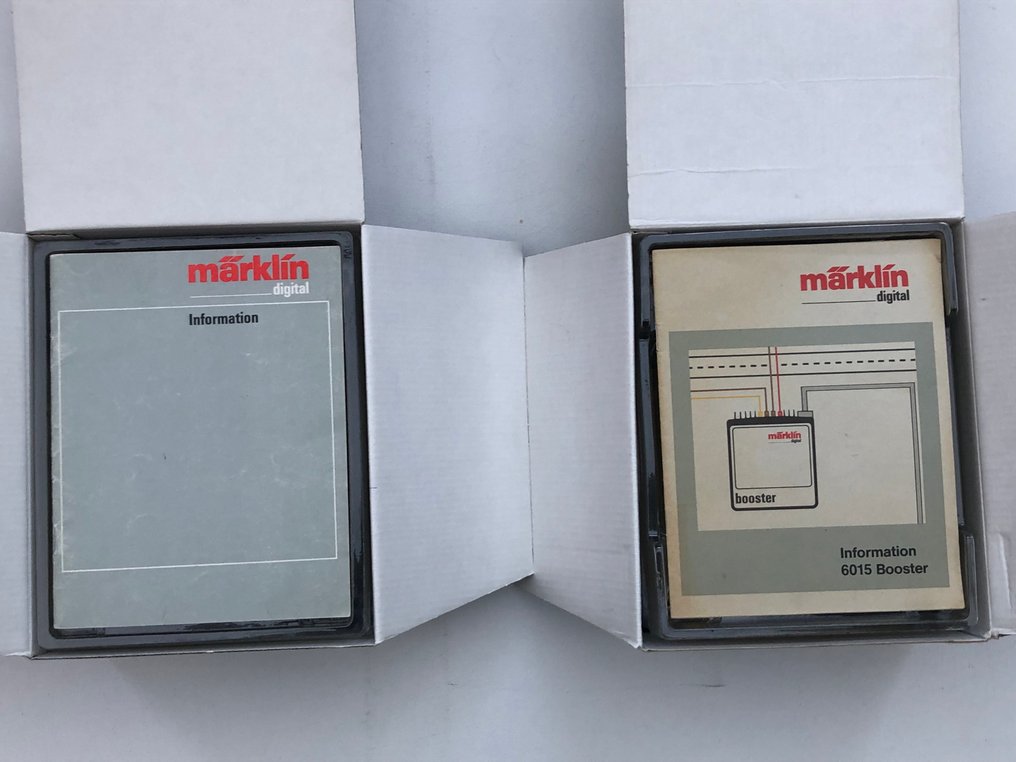 märklin
digital
Information
märklin
digital
märklin
digital
booster
Information
6015 Booster